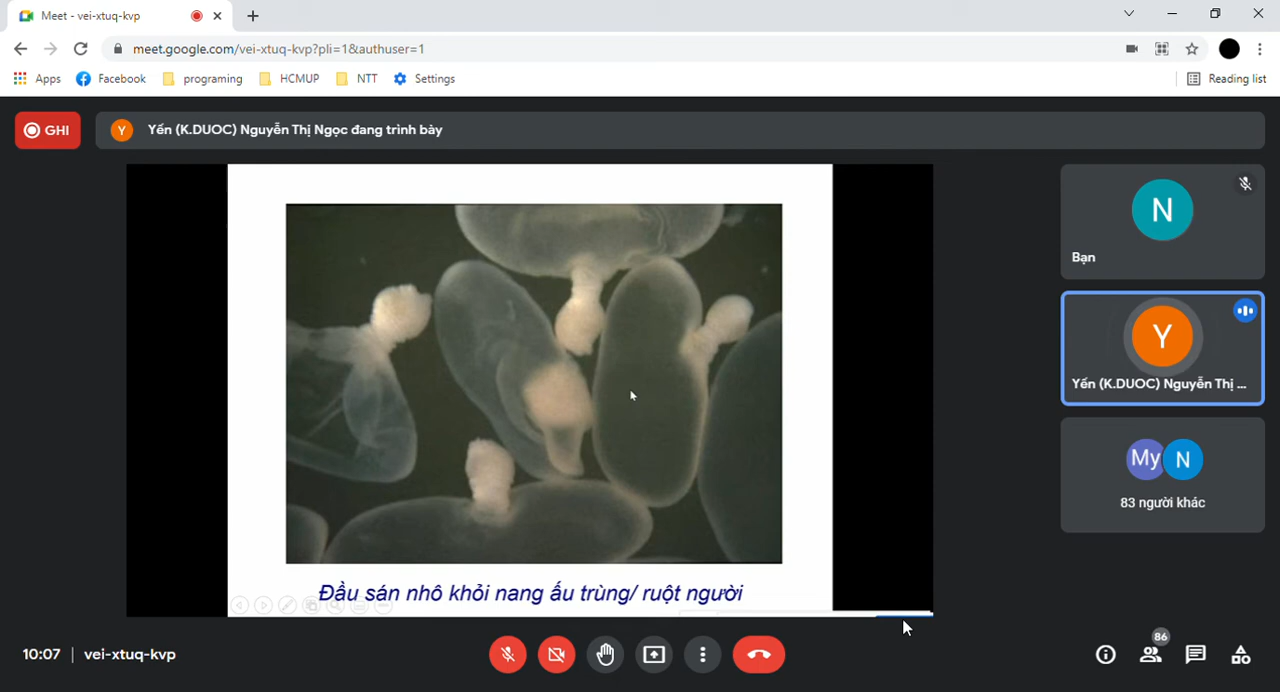 Meet - vei-xtuq-kvp
meet.google.com/vei-xtuq-kvp?pli=1&authuser=1
Apps Facebook programing HCMUP NTT Settings Reading list
GHI
Y Yến (K.DUOC) Nguyễn Thị Ngọc đang trình bày
N
Bạn
Y
Yến (K.DUOC) Nguyễn Thị ...
My N
83 người khác
Đầu sán nhô khỏi nang ấu trùng/ ruột người
10:07 | vei-xtuq-kvp
86